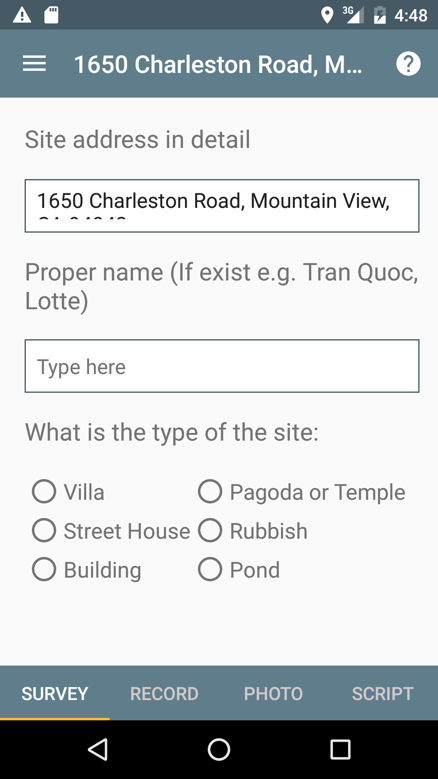 3G 4:48
1650 Charleston Road, M...
Site address in detail
1650 Charleston Road, Mountain View,
Proper name (If exist e.g. Tran Quoc,
Lotte)
Type here
What is the type of the site:
Villa
Pagoda or Temple
Street House
Rubbish
Building
Pond
SURVEY RECORD PHOTO SCRIPT